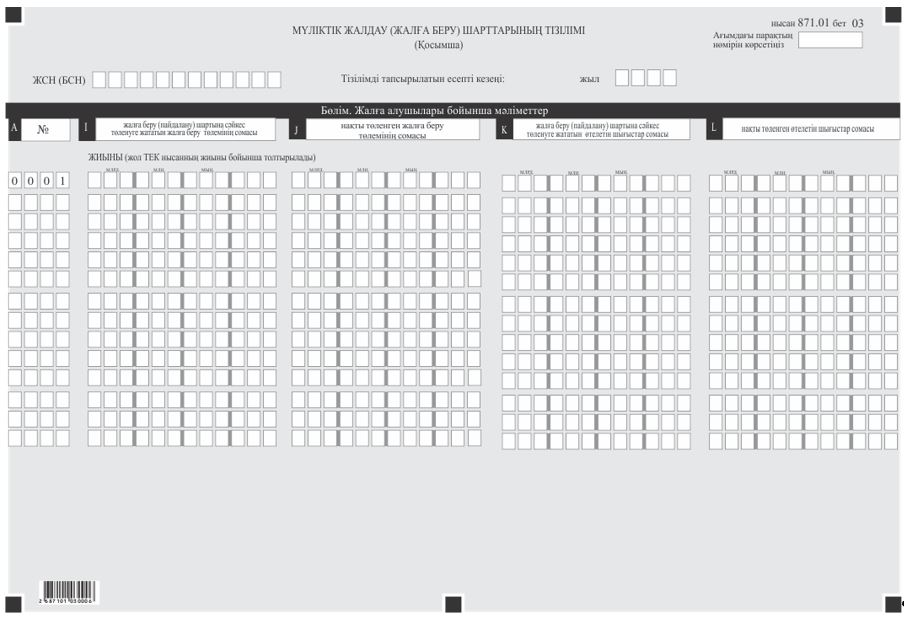 нысан 871.01 бет 03
МҮЛІКТІК ЖАЛДАУ (ЖАЛҒА БЕРУ) ШАРТТАРЫНЫҢ ТІЗІЛІМІ
(Қосымша)
Ағымдағы парақтың
нөмірін көрсетіңіз
ЖСН (БСН)
Тізілімді тапсырылатын есепті кезеңі:
жыл
Бөлім. Жалға алушылары бойынша мәліметтер
A
№
I
жалға беру (пайдалану) шартына сәйкес
төленуге жататын жалға беру төлемінің сомасы
J
нақты төленген жалға беру
төлемінің сомасы
K
жалға беру (пайдалану) шартына сәйкес
төленуге жататын өтелетін шығыстар сомасы
L
нақты төленген өтелетін шығыстар сомасы
ЖИЫНЫ (жол ТЕК нысанның жиыны бойынша толтырылады)
МЛРД МЛН МЫҢ
МЛРД МЛН МЫҢ
МЛРД МЛН МЫҢ
МЛРД МЛН МЫҢ
0 0 0 1
2 687101 030006